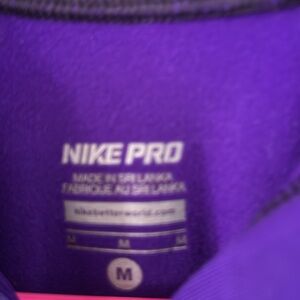 NIKE PRO
MADE IN SRI LANKA
FABRIQUE AU SRI LANKA
nikebetterworld.com
M M M
M